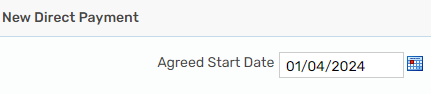 New Direct Payment
Agreed Start Date 01/04/2024